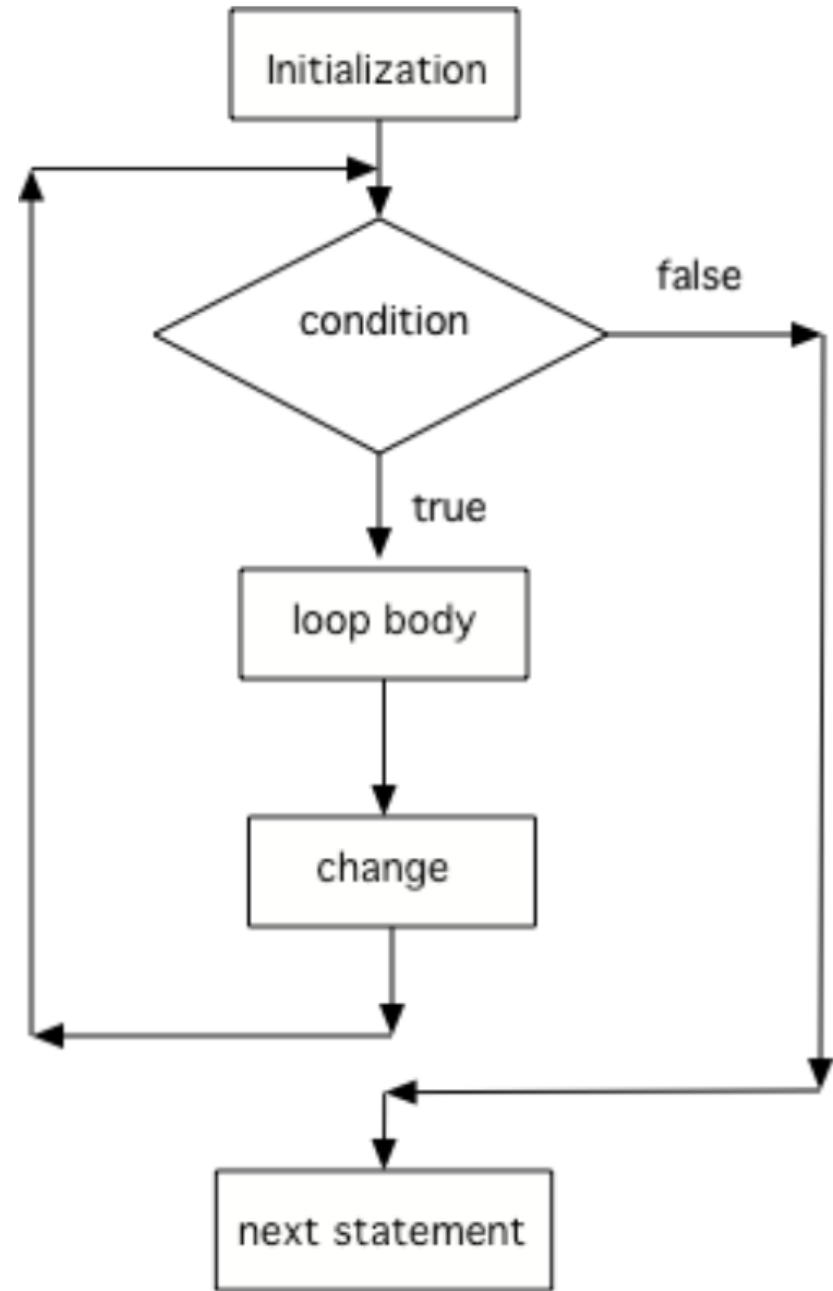 Initialization
false
condition
true
loop body
change
next statement